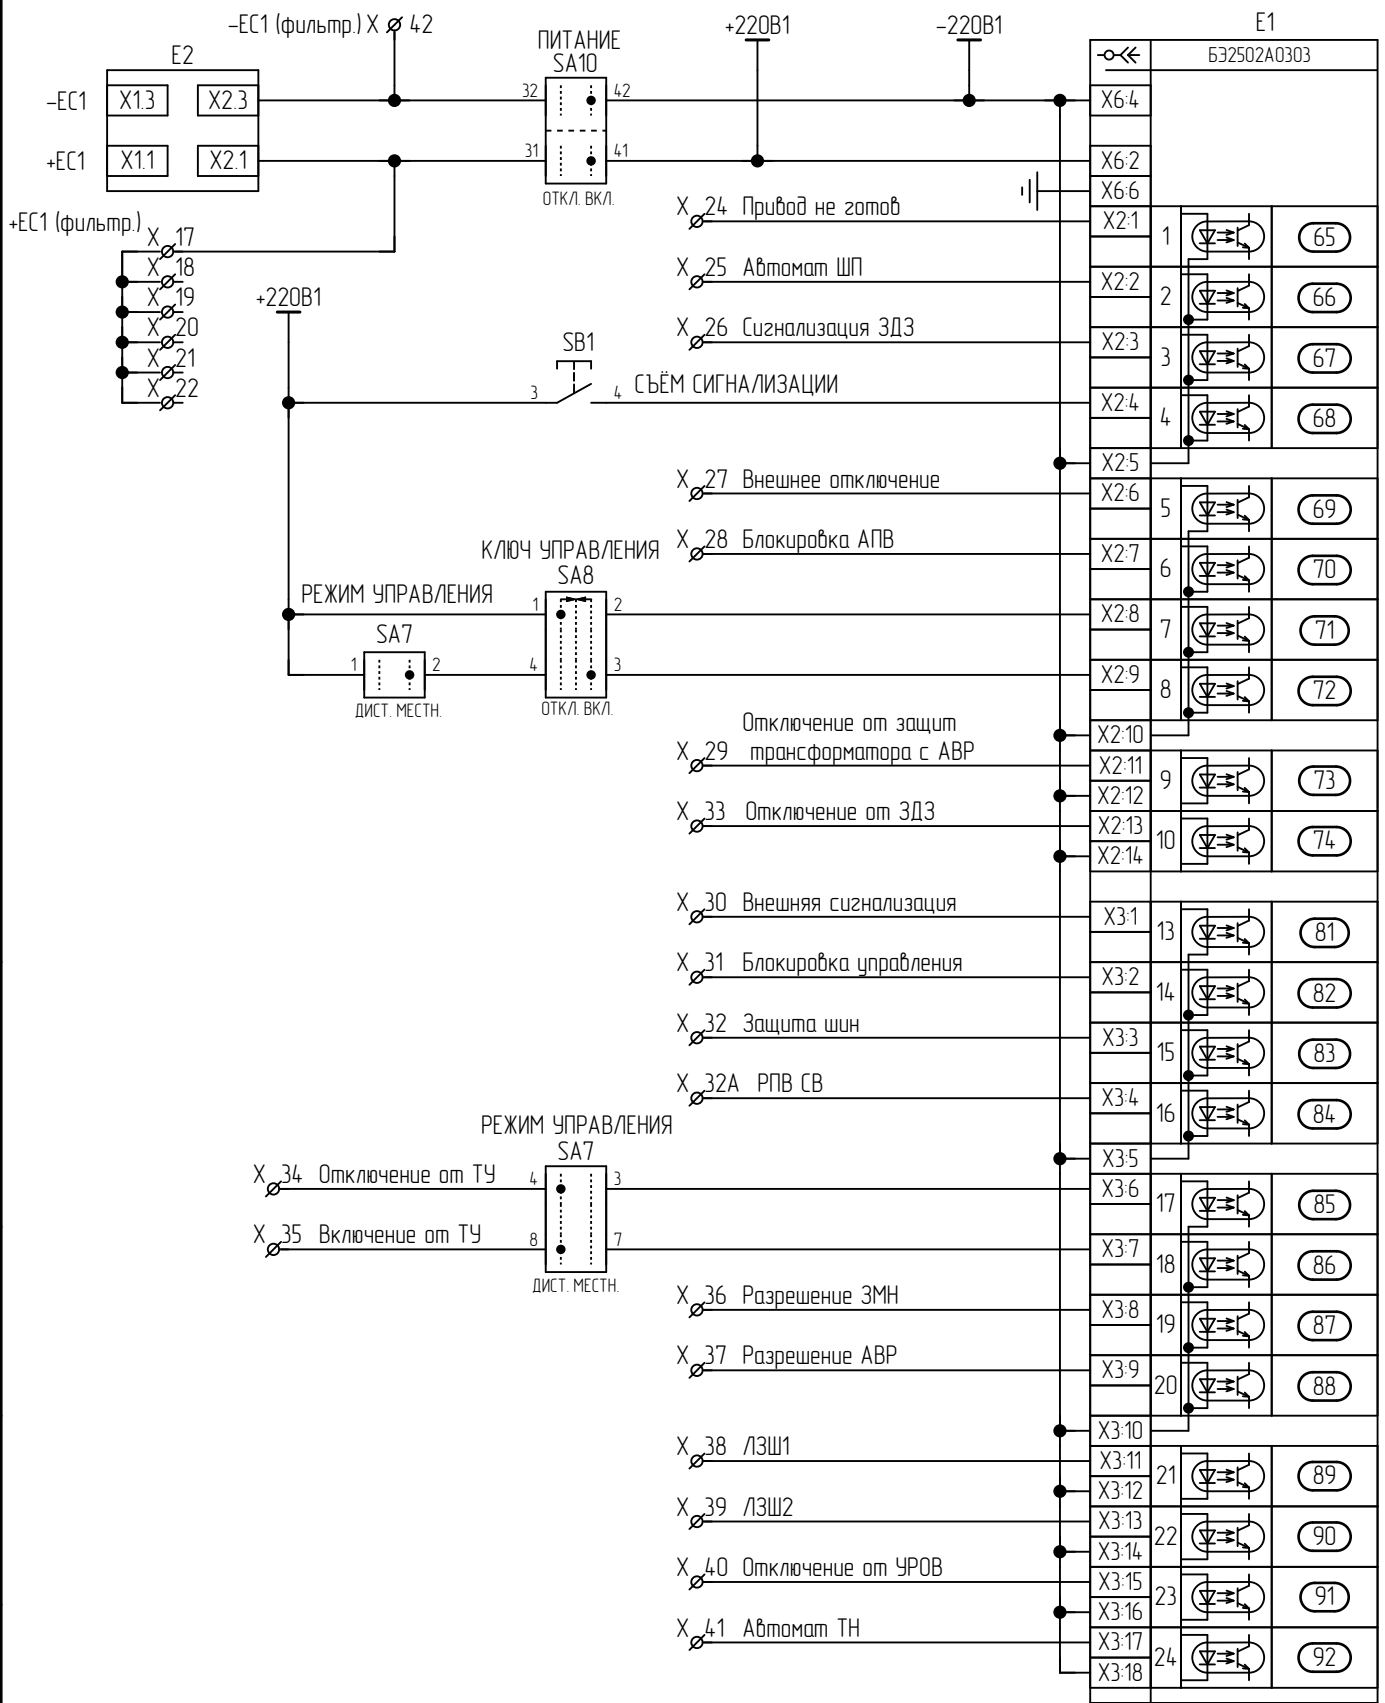 -ЕС1 (фильтр.) X 42
+220В1
-220В1
E1
ПИТАНИЕ
SA10
E2
БЭ2502А0303
-ЕС1 X1.3 X2.3 32 42 X6:4
+ЕС1 X1.1 X2.1 31 41 X6:2
ОТКЛ. ВКЛ.
X6:6
+ЕС1 (фильтр.)
X 17
X 18
X 19
X 20
X 21
X 22
X 24 Привод не готов X2:1 1 65
X 25 Автомат ШП X2:2 2 66
+220В1
X 26 Сигнализация ЗДЗ X2:3 3 67
SB1
3 4 СЪЁМ СИГНАЛИЗАЦИИ X2:4 4 68
X2:5
X 27 Внешнее отключение X2:6 5 69
X 28 Блокировка АПВ X2:7 6 70
КЛЮЧ УПРАВЛЕНИЯ
SA8
РЕЖИМ УПРАВЛЕНИЯ
1 2 X2:8 7 71
SA7
1 2 4 3 X2:9 8 72
ДИСТ. МЕСТН.
ОТКЛ. ВКЛ.
X2:10
Отключение от защит
X 29 трансформатора с АВР X2:11 9 73
X2:12
X 33 Отключение от ЗДЗ X2:13 10 74
X2:14
X 30 Внешняя сигнализация X3:1 13 81
X 31 Блокировка управления X3:2 14 82
X 32 Защита шин X3:3 15 83
X 32А РПВ СВ X3:4 16 84
РЕЖИМ УПРАВЛЕНИЯ
SA7
X3:5
X 34 Отключение от ТУ 4 3 X3:6 17 85
X 35 Включение от ТУ 8 7 X3:7 18 86
ДИСТ. МЕСТН.
X 36 Разрешение ЗМН X3:8 19 87
X 37 Разрешение АВР X3:9 20 88
X3:10
X 38 ЛЗШ1 X3:11 21 89
X3:12
X 39 ЛЗШ2 X3:13 22 90
X3:14
X 40 Отключение от УРОВ X3:15 23 91
X3:16
X 41 Автомат ТН X3:17 24 92
X3:18